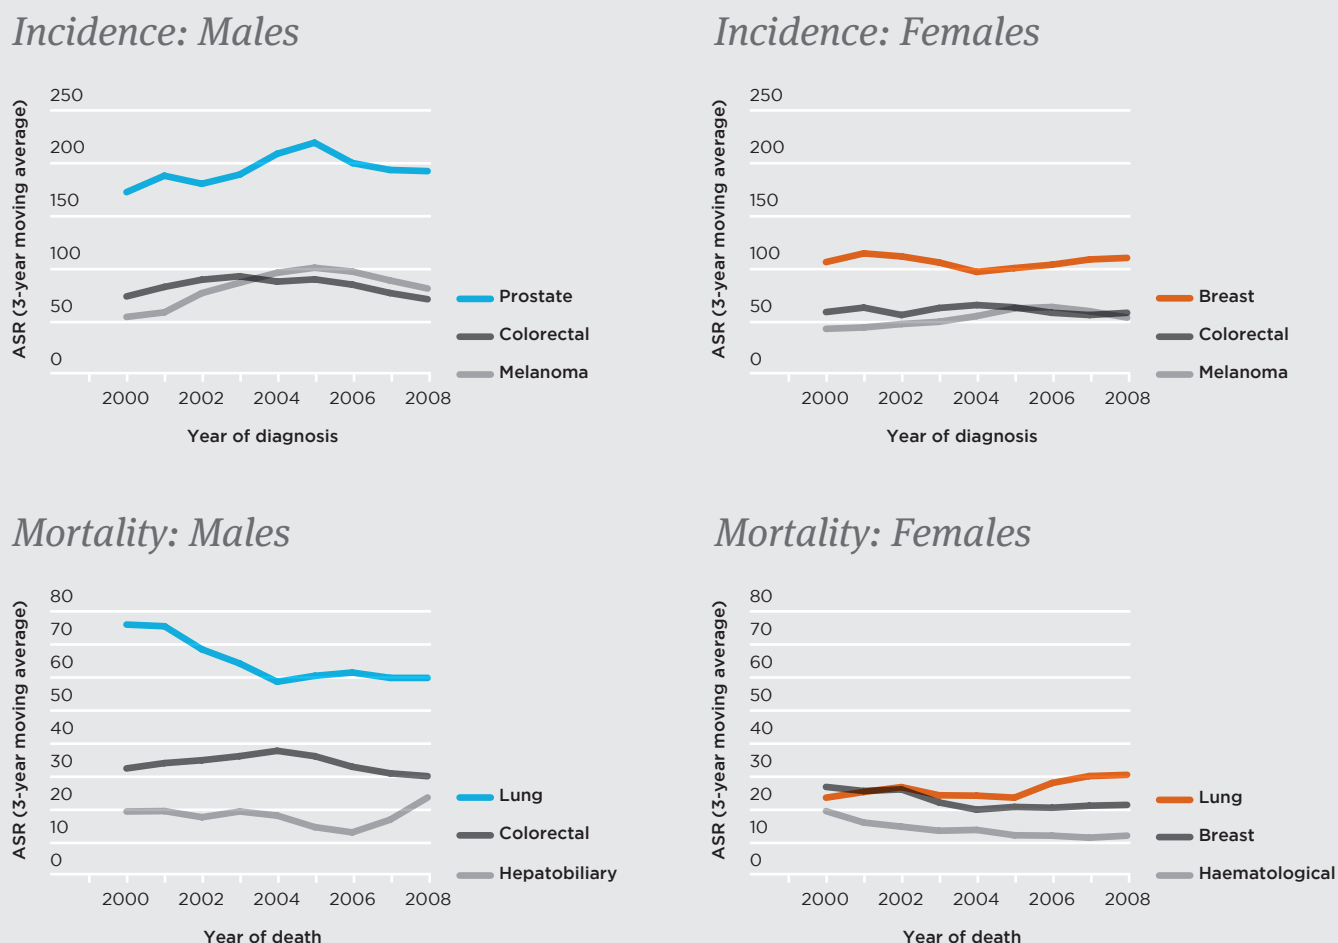 Incidence: Males
ASR (3-year moving average)
250
200
150
100
50
0
2000 2002 2004 2006 2008
Year of diagnosis
Prostate
Colorectal
Melanoma
Incidence: Females
ASR (3-year moving average)
250
200
150
100
50
0
2000 2002 2004 2006 2008
Year of diagnosis
Breast
Colorectal
Melanoma
Mortality: Males
ASR (3-year moving average)
80
70
60
50
40
30
20
10
0
2000 2002 2004 2006 2008
Year of death
Lung
Colorectal
Hepatobiliary
Mortality: Females
ASR (3-year moving average)
80
70
60
50
40
30
20
10
0
2000 2002 2004 2006 2008
Year of death
Lung
Breast
Haematological